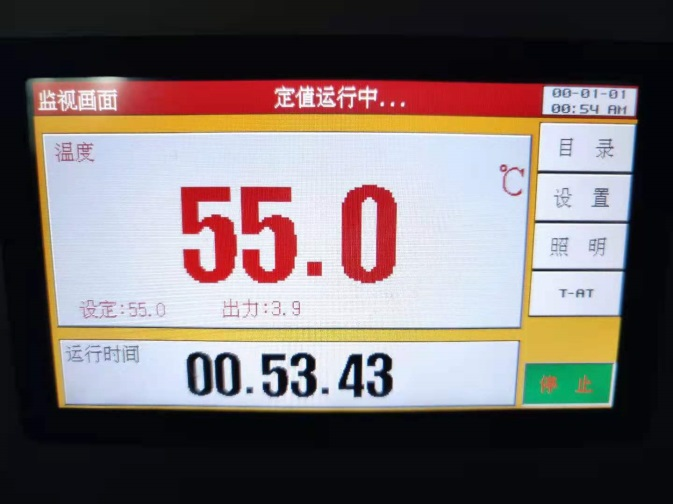 监视画面
定值运行中...
00-01-01
00:54 AM
温度
℃
55.0
设定:55.0 出力:3.9
运行时间
00.53.43
目 录
设 置
照 明
T-AT
停 止